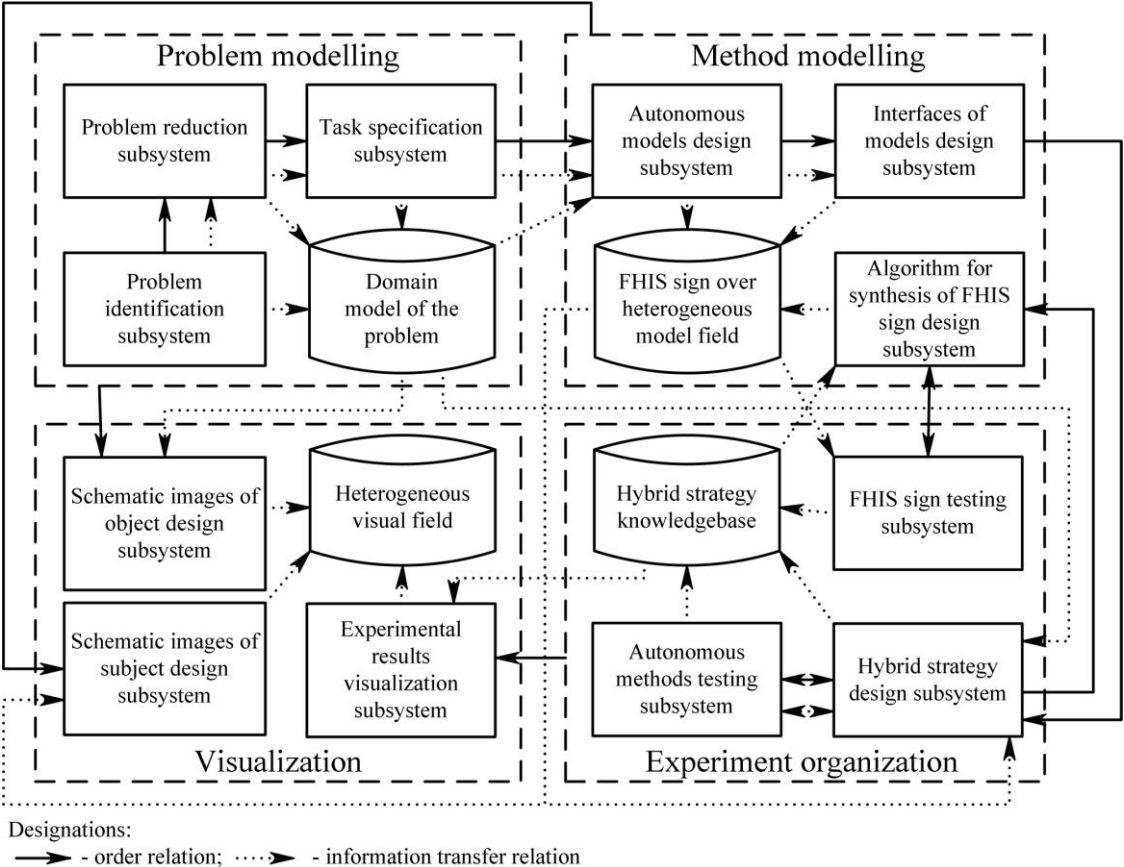 Problem modelling
Method modelling
Problem reduction
subsystem
Task specification
subsystem
Autonomous
models design
subsystem
Interfaces of
models design
subsystem
Problem
identification
subsystem
Domain
model of the
problem
FHIS sign over
heterogeneous
model field
Algorithm for
synthesis of FHIS
sign design
subsystem
Schematic images of
object design
subsystem
Heterogeneous
visual field
Hybrid strategy
knowledgebase
FHIS sign testing
subsystem
Schematic images of
subject design
subsystem
Experimental
results
visualization
subsystem
Autonomous
methods testing
subsystem
Hybrid strategy
design subsystem
Visualization
Experiment organization
Designations:
- order relation; - information transfer relation